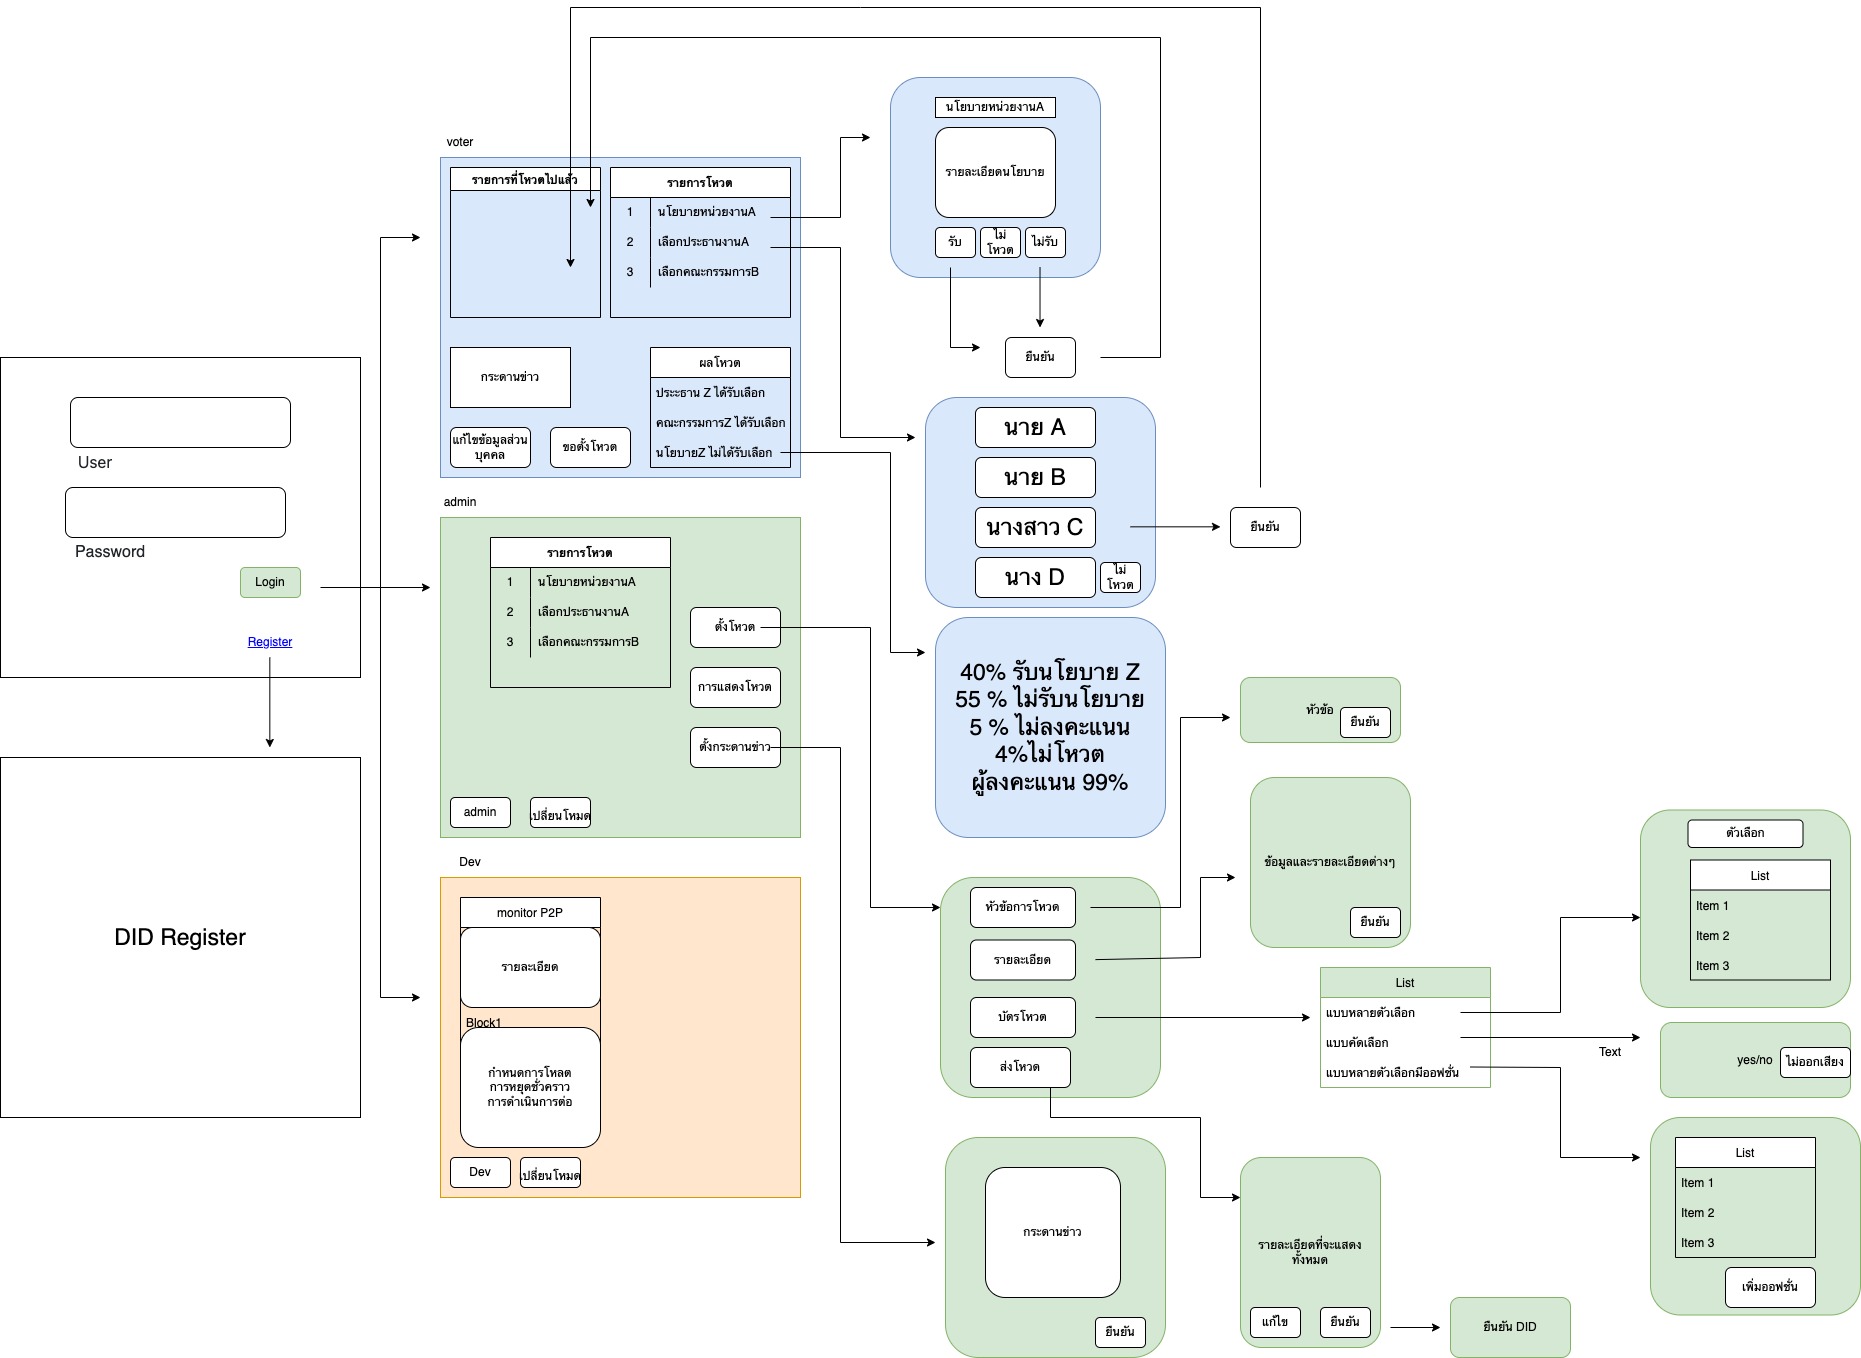 User
Password
Login
Register
DID Register
voter
รายการที่โหวตไปแล้ว
รายการโหวต
1 นโยบายหน่วยงานA
2 เลือกประธานงานA
3 เลือกคณะกรรมการB
กระดานข่าว
ผลโหวต
ประะธาน Z ได้รับเลือก
คณะกรรมการZ ได้รับเลือก
นโยบายZ ไม่ได้รับเลือก
แก้ไขข้อมูลส่วน
บุคคล
ขอตั้งโหวต
admin
รายการโหวต
1 นโยบายหน่วยงานA
2 เลือกประธานงานA
3 เลือกคณะกรรมการB
ตั้งโหวต
การแสดงโหวต
ตั้งกระดานข่าว
admin
เปลี่ยนโหมด
Dev
monitor P2P
รายละเอียด
Block1
กำหนดการโหลด
การหยุดชั่วคราว
การดำเนินการต่อ
Dev
เปลี่ยนโหมด
นโยบายหน่วยงานA
รายละเอียดนโยบาย
รับ
ไม่
โหวต
ไม่รับ
ยืนยัน
นาย A
นาย B
นางสาว C
นาง D
ไม่
โหวต
ยืนยัน
40% รับนโยบาย Z
55 % ไม่รับนโยบาย
5 % ไม่ลงคะแนน
4%ไม่โหวต
ผู้ลงคะแนน 99%
หัวข้อการโหวด
รายละเอียด
บัตรโหวต
ส่งโหวด
กระดานข่าว
ยืนยัน
หัวข้อ
ยืนยัน
ข้อมูลและรายละเอียดต่างๆ
ยืนยัน
List
แบบหลายตัวเลือก
แบบคัดเลือก
แบบหลายตัวเลือกมีออฟชั่น
Text
รายละเอียดที่จะแสดง
ทั้งหมด
แก้ไข
ยืนยัน
ยืนยัน DID
ตัวเลือก
List
Item 1
Item 2
Item 3
yes/no
ไม่ออกเสียง
List
Item 1
Item 2
Item 3
เพิ่มออฟชั่น